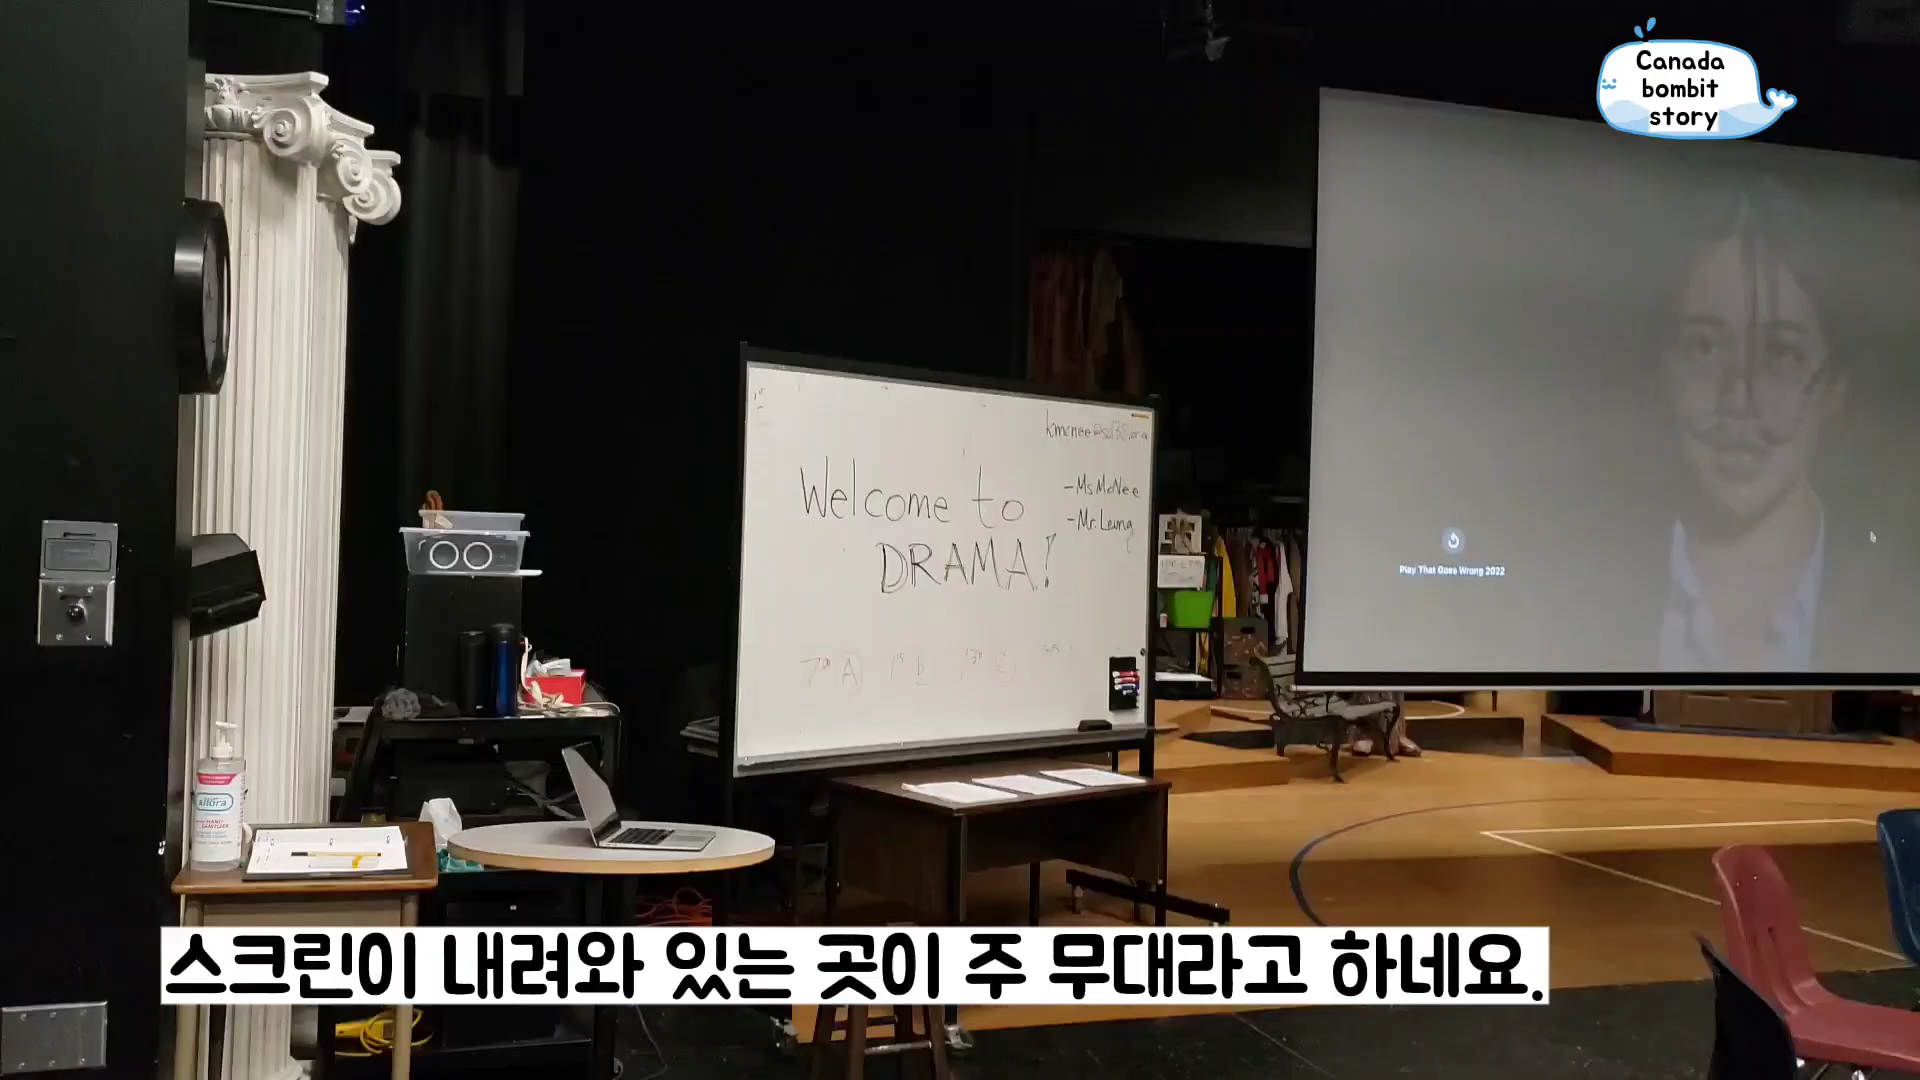 Canada
bombit
story
Welcome to
DRAMA!
-Ms McNee
-Mr. Leung
Play That Goes Wrong 2022
allora
스크린이 내려와 있는 곳이 주 무대라고 하네요.